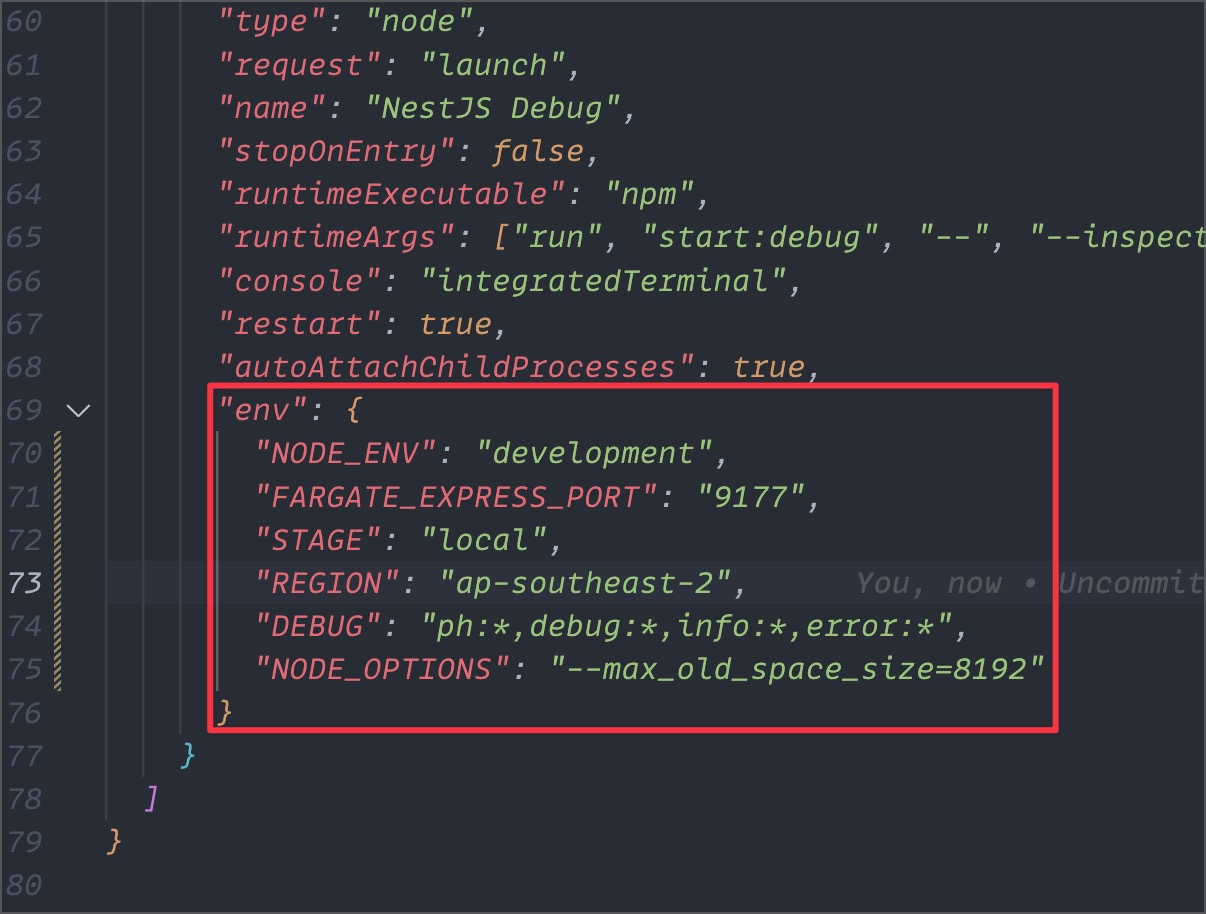 60 "type": "node",
61 "request": "launch",
62 "name": "NestJS Debug",
63 "stopOnEntry": false,
64 "runtimeExecutable": "npm",
65 "runtimeArgs": ["run", "start:debug", "--", "--inspect
66 "console": "integratedTerminal",
67 "restart": true,
68 "autoAttachChildProcesses": true,
69 "env": {
70 "NODE_ENV": "development",
71 "FARGATE_EXPRESS_PORT": "9177",
72 "STAGE": "local",
73 "REGION": "ap-southeast-2", You, now • Uncommit
74 "DEBUG": "ph:*,debug:*,info:*,error:*",
75 "NODE_OPTIONS": "--max_old_space_size=8192"
76 }
77 }
78 ]
79 }
80